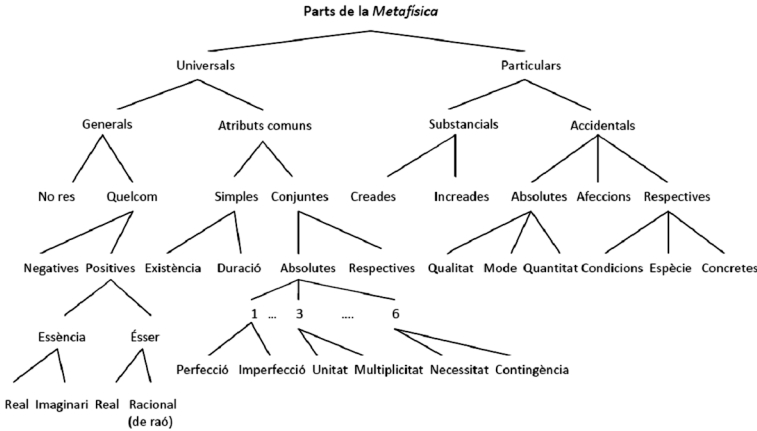 Parts de la Metafísica
Universals Particulars
Generals Atributs comuns Substancials Accidentals
No res Quelcom Simples Conjuntes Creades Increades Absolutes Afeccions Respectives
Negatives Positives Existència Duració Absolutes Respectives Qualitat Mode Quantitat Condicions Espècie Concretes
1 ... 3 .... 6
Essència Ésser
Perfecció Imperfecció Unitat Multiplicitat Necessitat Contingència
Real Imaginari Real Racional
(de raó)